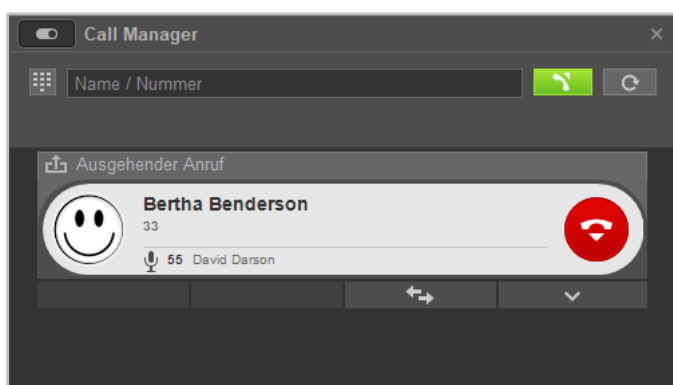 Call Manager
Name / Nummer
Ausgehender Anruf
Bertha Benderson
33
55 David Darson